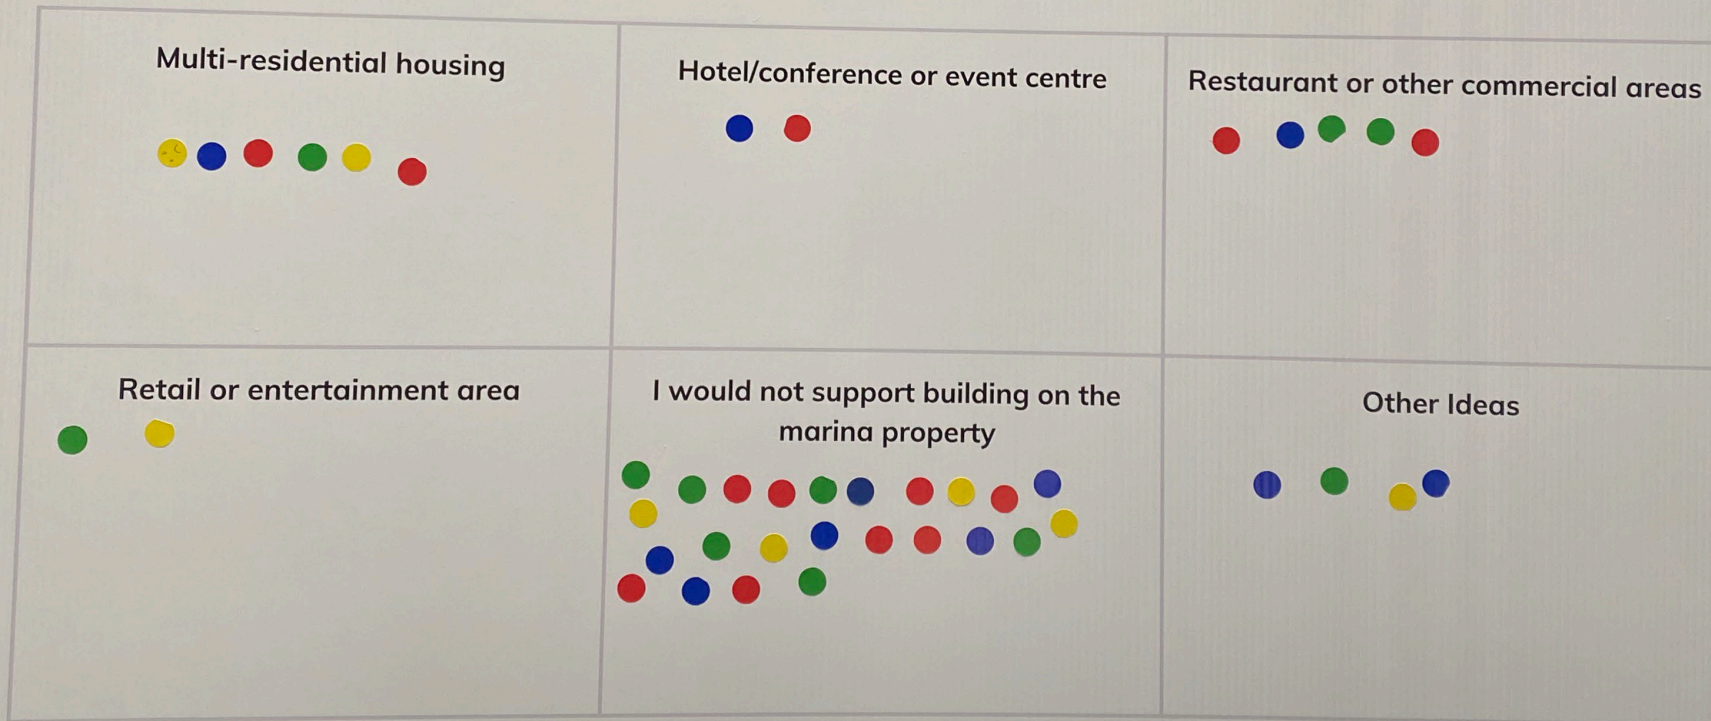 Multi-residential housing
Hotel/conference or event centre
Restaurant or other commercial areas
Retail or entertainment area
I would not support building on the
marina property
Other Ideas